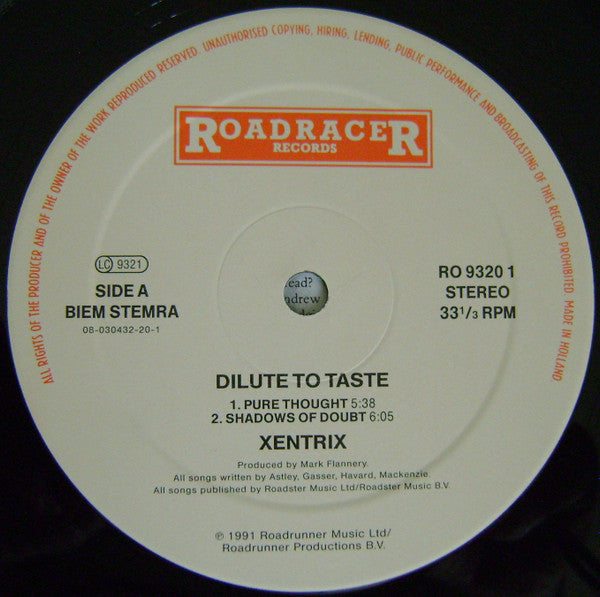 ALL RIGHTS OF THE PRODUCER AND OF THE OWNER OF THE WORK REPRODUCED RESERVED. UNAUTHORISED COPYING, HIRING, LENDING, PUBLIC PERFORMANCE AND BROADCASTING OF THIS RECORD PROHIBITED. MADE IN HOLLAND.
ROADRACER
RECORDS
LC 9321
SIDE A
BIEM STEMRA
08-030432-20-1
RO 9320 1
STEREO
33 1/3 RPM
ead?
ndrew
DILUTE TO TASTE
1. PURE THOUGHT 5:38
2. SHADOWS OF DOUBT 6:05
XENTRIX
Produced by Mark Flannery.
All songs written by Astley, Gasser, Havard, Mackenzie.
All songs published by Roadster Music Ltd/Roadster Music B.V.
℗ 1991 Roadrunner Music Ltd/
Roadrunner Productions B.V.